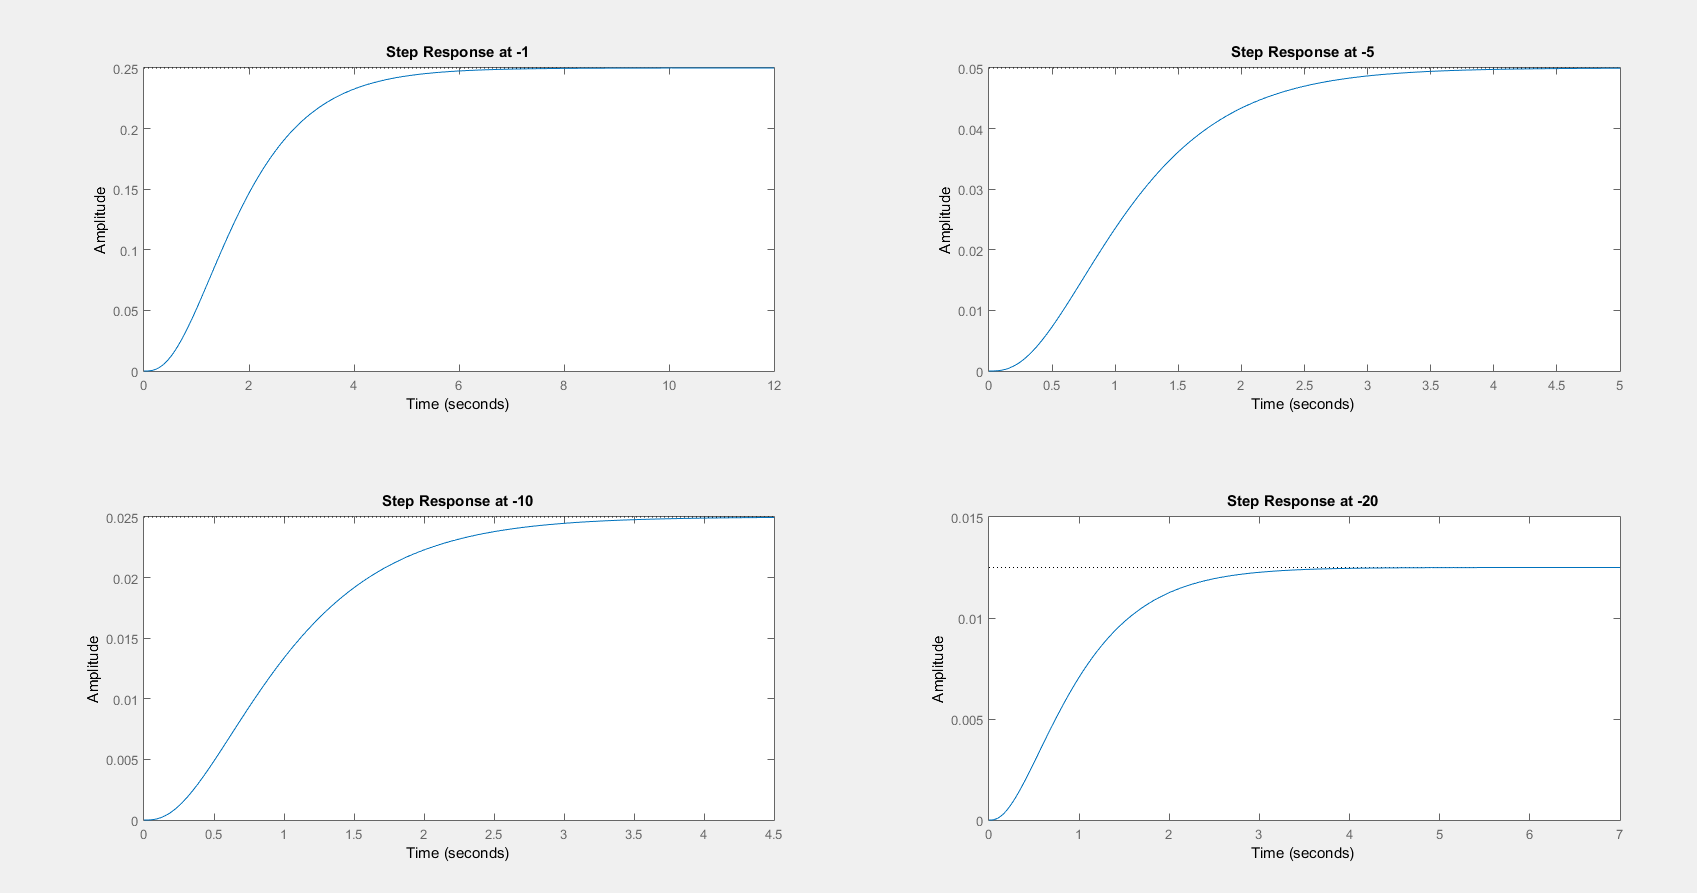 Step Response at -1
0.25
0.2
0.15
0.1
0.05
0
Amplitude
0 2 4 6 8 10 12
Time (seconds)
Step Response at -5
0.05
0.04
0.03
0.02
0.01
0
Amplitude
0 0.5 1 1.5 2 2.5 3 3.5 4 4.5 5
Time (seconds)
Step Response at -10
0.025
0.02
0.015
0.01
0.005
0
Amplitude
0 0.5 1 1.5 2 2.5 3 3.5 4 4.5
Time (seconds)
Step Response at -20
0.015
0.01
0.005
0
Amplitude
0 1 2 3 4 5 6 7
Time (seconds)